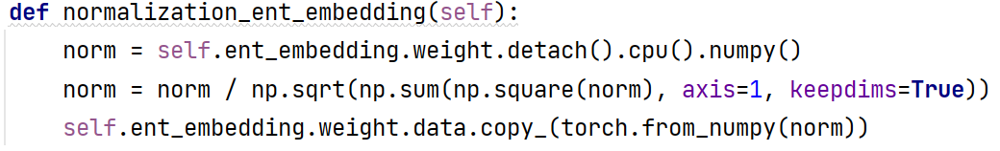 def normalization_ent_embedding(self):
norm = self.ent_embedding.weight.detach().cpu().numpy()
norm = norm / np.sqrt(np.sum(np.square(norm), axis=1, keepdims=True))
self.ent_embedding.weight.data.copy_(torch.from_numpy(norm))